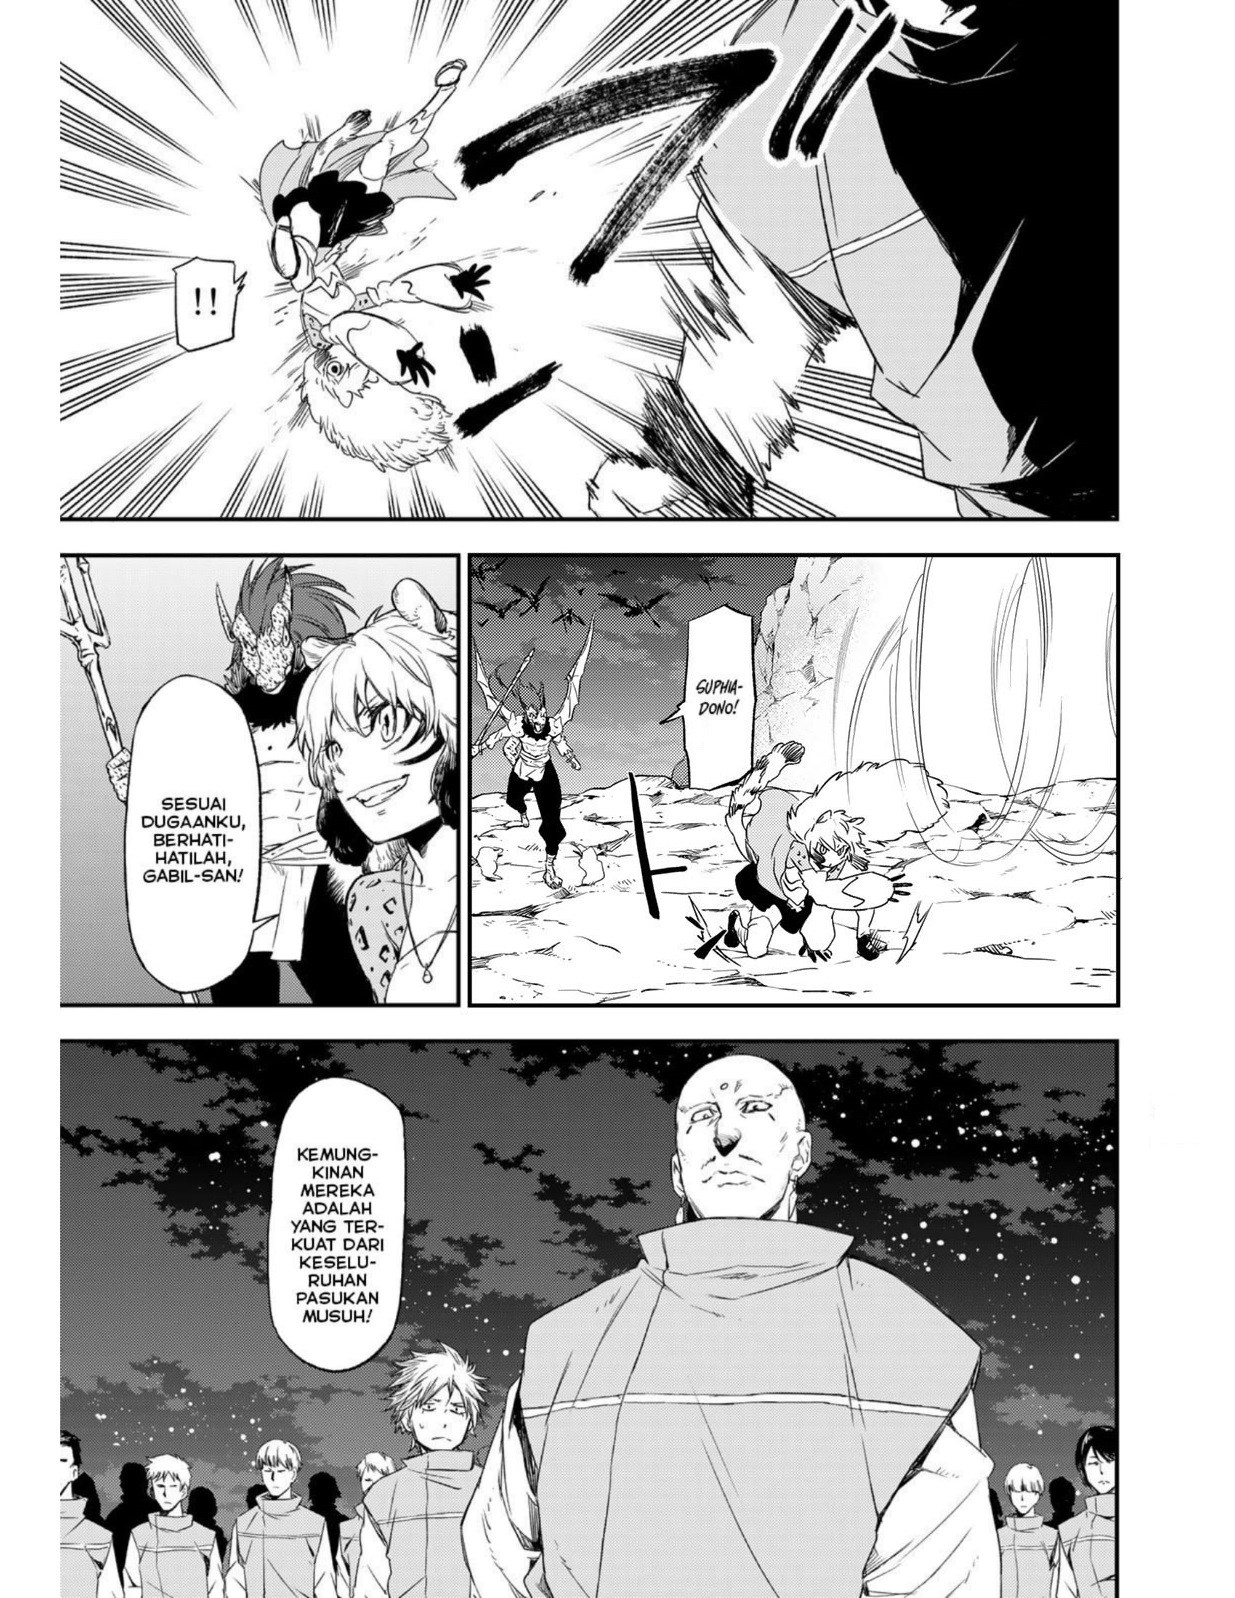 !!
SUPHIA-
DONO!
SESUAI
DUGAANKU,
BERHATI-
HATILAH,
GABIL-SAN!
KEMUNG-
KINAN
MEREKA
ADALAH
YANG TER-
KUAT DARI
KESELU-
RUHAN
PASUKAN
MUSUH!